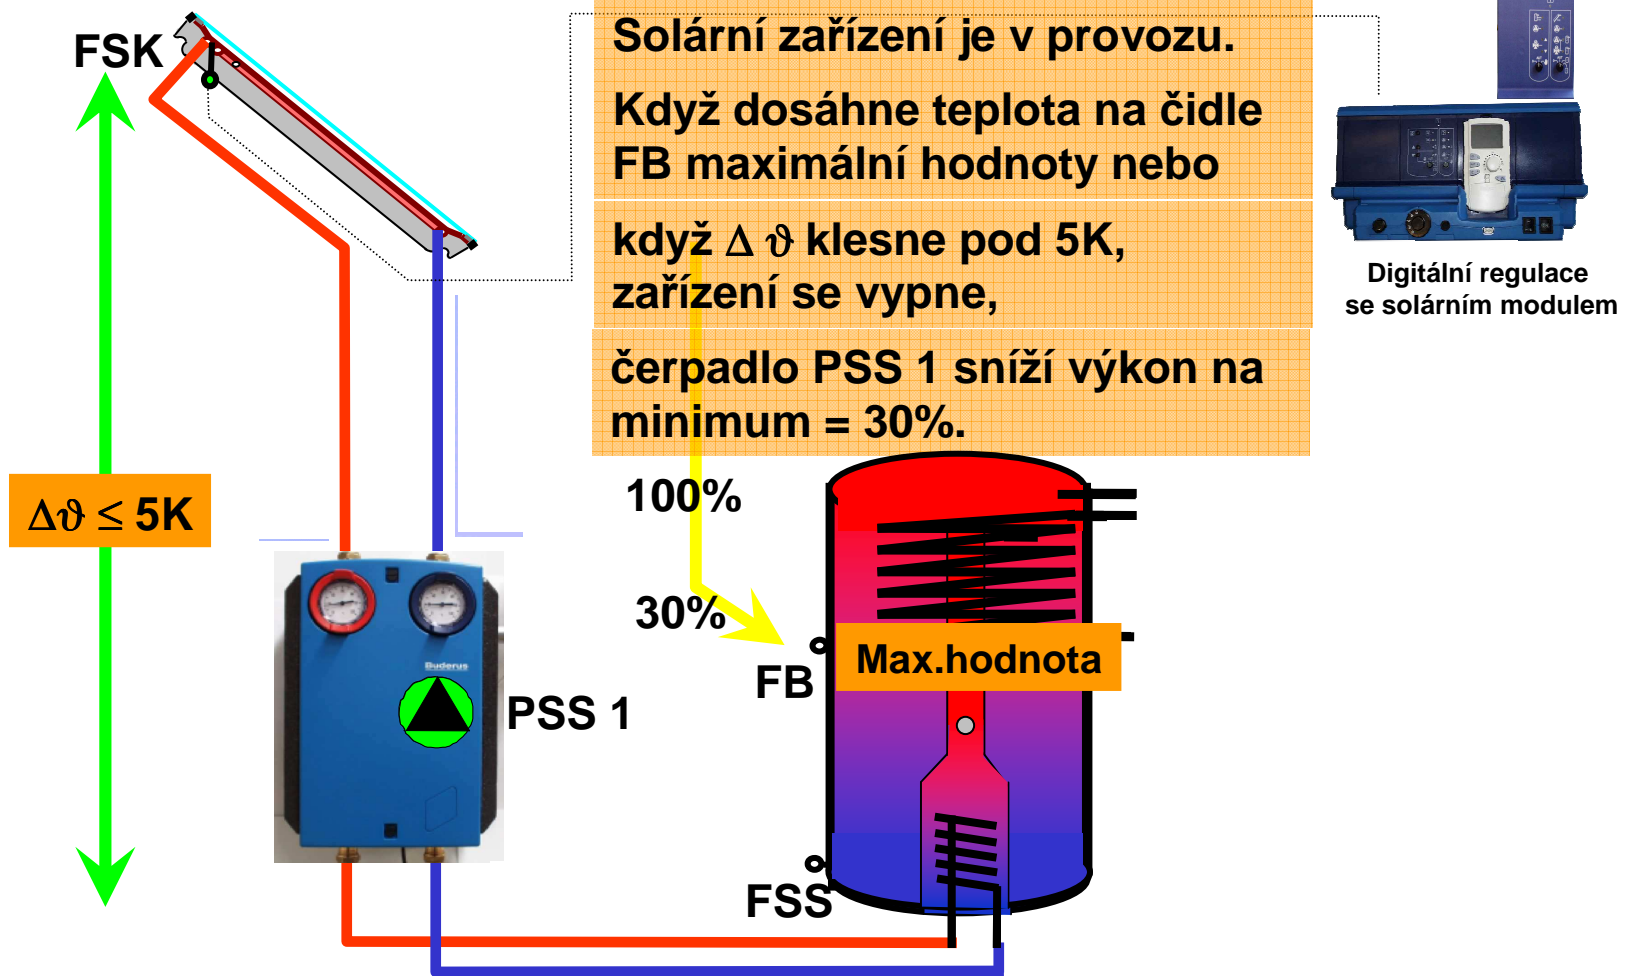 FSK
Solární zařízení je v provozu.
Když dosáhne teplota na čidle
FB maximální hodnoty nebo
když Δ ϑ klesne pod 5K,
zařízení se vypne,
čerpadlo PSS 1 sníží výkon na
minimum = 30%.
Digitální regulace
se solárním modulem
Δϑ ≤ 5K
100%
30%
Buderus
PSS 1
FB
Max.hodnota
FSS